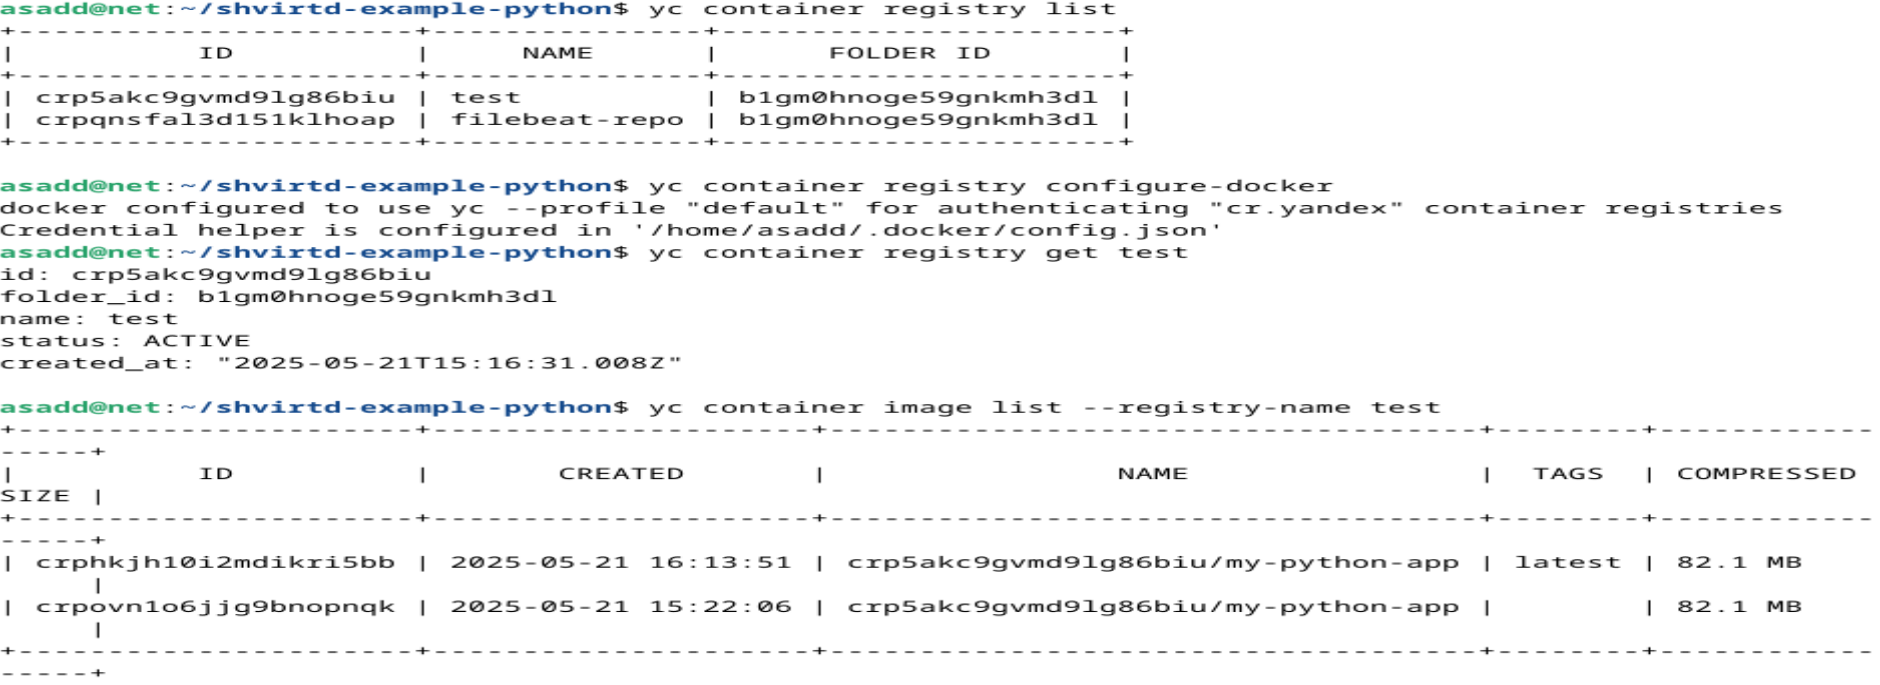 asadd@net:~/shvirtd-example-python$ yc container registry list
+----------------------+---------------+----------------------+
|          ID          |     NAME      |      FOLDER ID       |
+----------------------+---------------+----------------------+
| crp5akc9gvmd9lg86biu | test          | b1gm0hnoge59gnkmh3dl |
| crpqnsfal3d151klhoap | filebeat-repo | b1gm0hnoge59gnkmh3dl |
+----------------------+---------------+----------------------+
asadd@net:~/shvirtd-example-python$ yc container registry configure-docker
docker configured to use yc --profile "default" for authenticating "cr.yandex" container registries
Credential helper is configured in '/home/asadd/.docker/config.json'
asadd@net:~/shvirtd-example-python$ yc container registry get test
id: crp5akc9gvmd9lg86biu
folder_id: b1gm0hnoge59gnkmh3dl
name: test
status: ACTIVE
created_at: "2025-05-21T15:16:31.008Z"
asadd@net:~/shvirtd-example-python$ yc container image list --registry-name test
+----------------------+---------------------+------------------------------------+--------+------------
-----+
|          ID          |       CREATED       |                NAME                |  TAGS  | COMPRESSED
SIZE |
+----------------------+---------------------+------------------------------------+--------+------------
-----+
| crphkjh10i2mdikri5bb | 2025-05-21 16:13:51 | crp5akc9gvmd9lg86biu/my-python-app | latest | 82.1 MB
     |
| crpovn1o6jjg9bnopnqk | 2025-05-21 15:22:06 | crp5akc9gvmd9lg86biu/my-python-app |        | 82.1 MB
     |
+----------------------+---------------------+------------------------------------+--------+------------
-----+